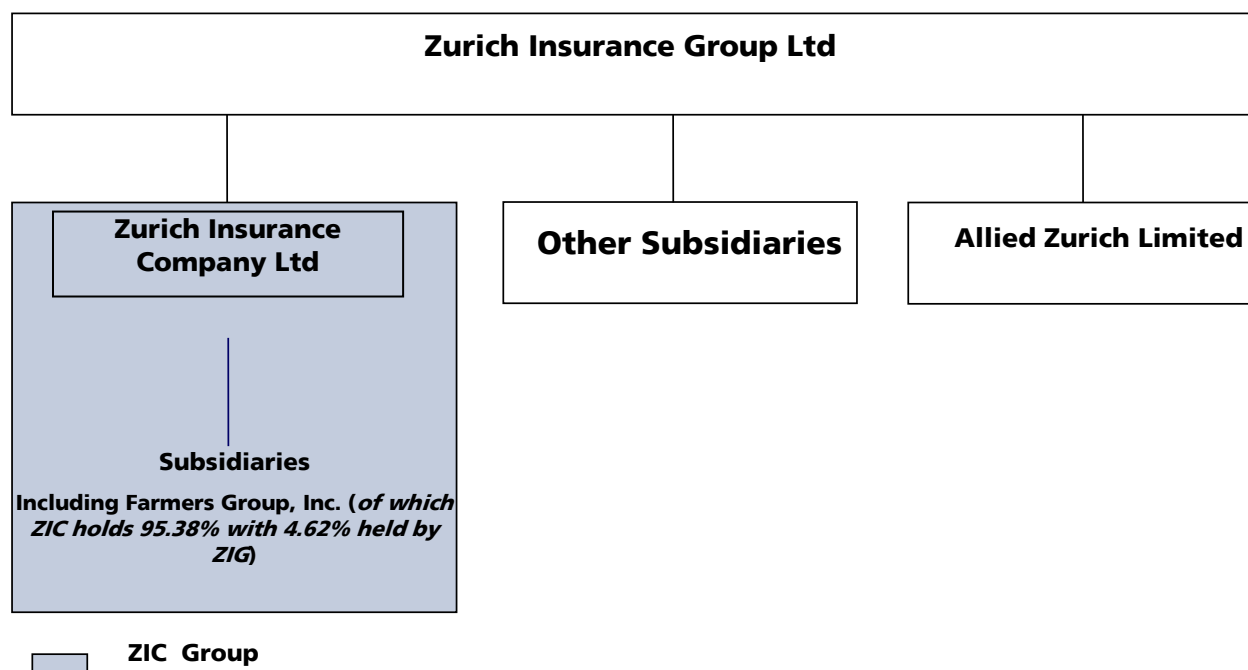 Zurich Insurance Group Ltd
Zurich Insurance
Company Ltd
Other Subsidiaries
Allied Zurich Limited
Subsidiaries
Including Farmers Group, Inc. (of which
ZIC holds 95.38% with 4.62% held by
ZIG)
ZIC Group